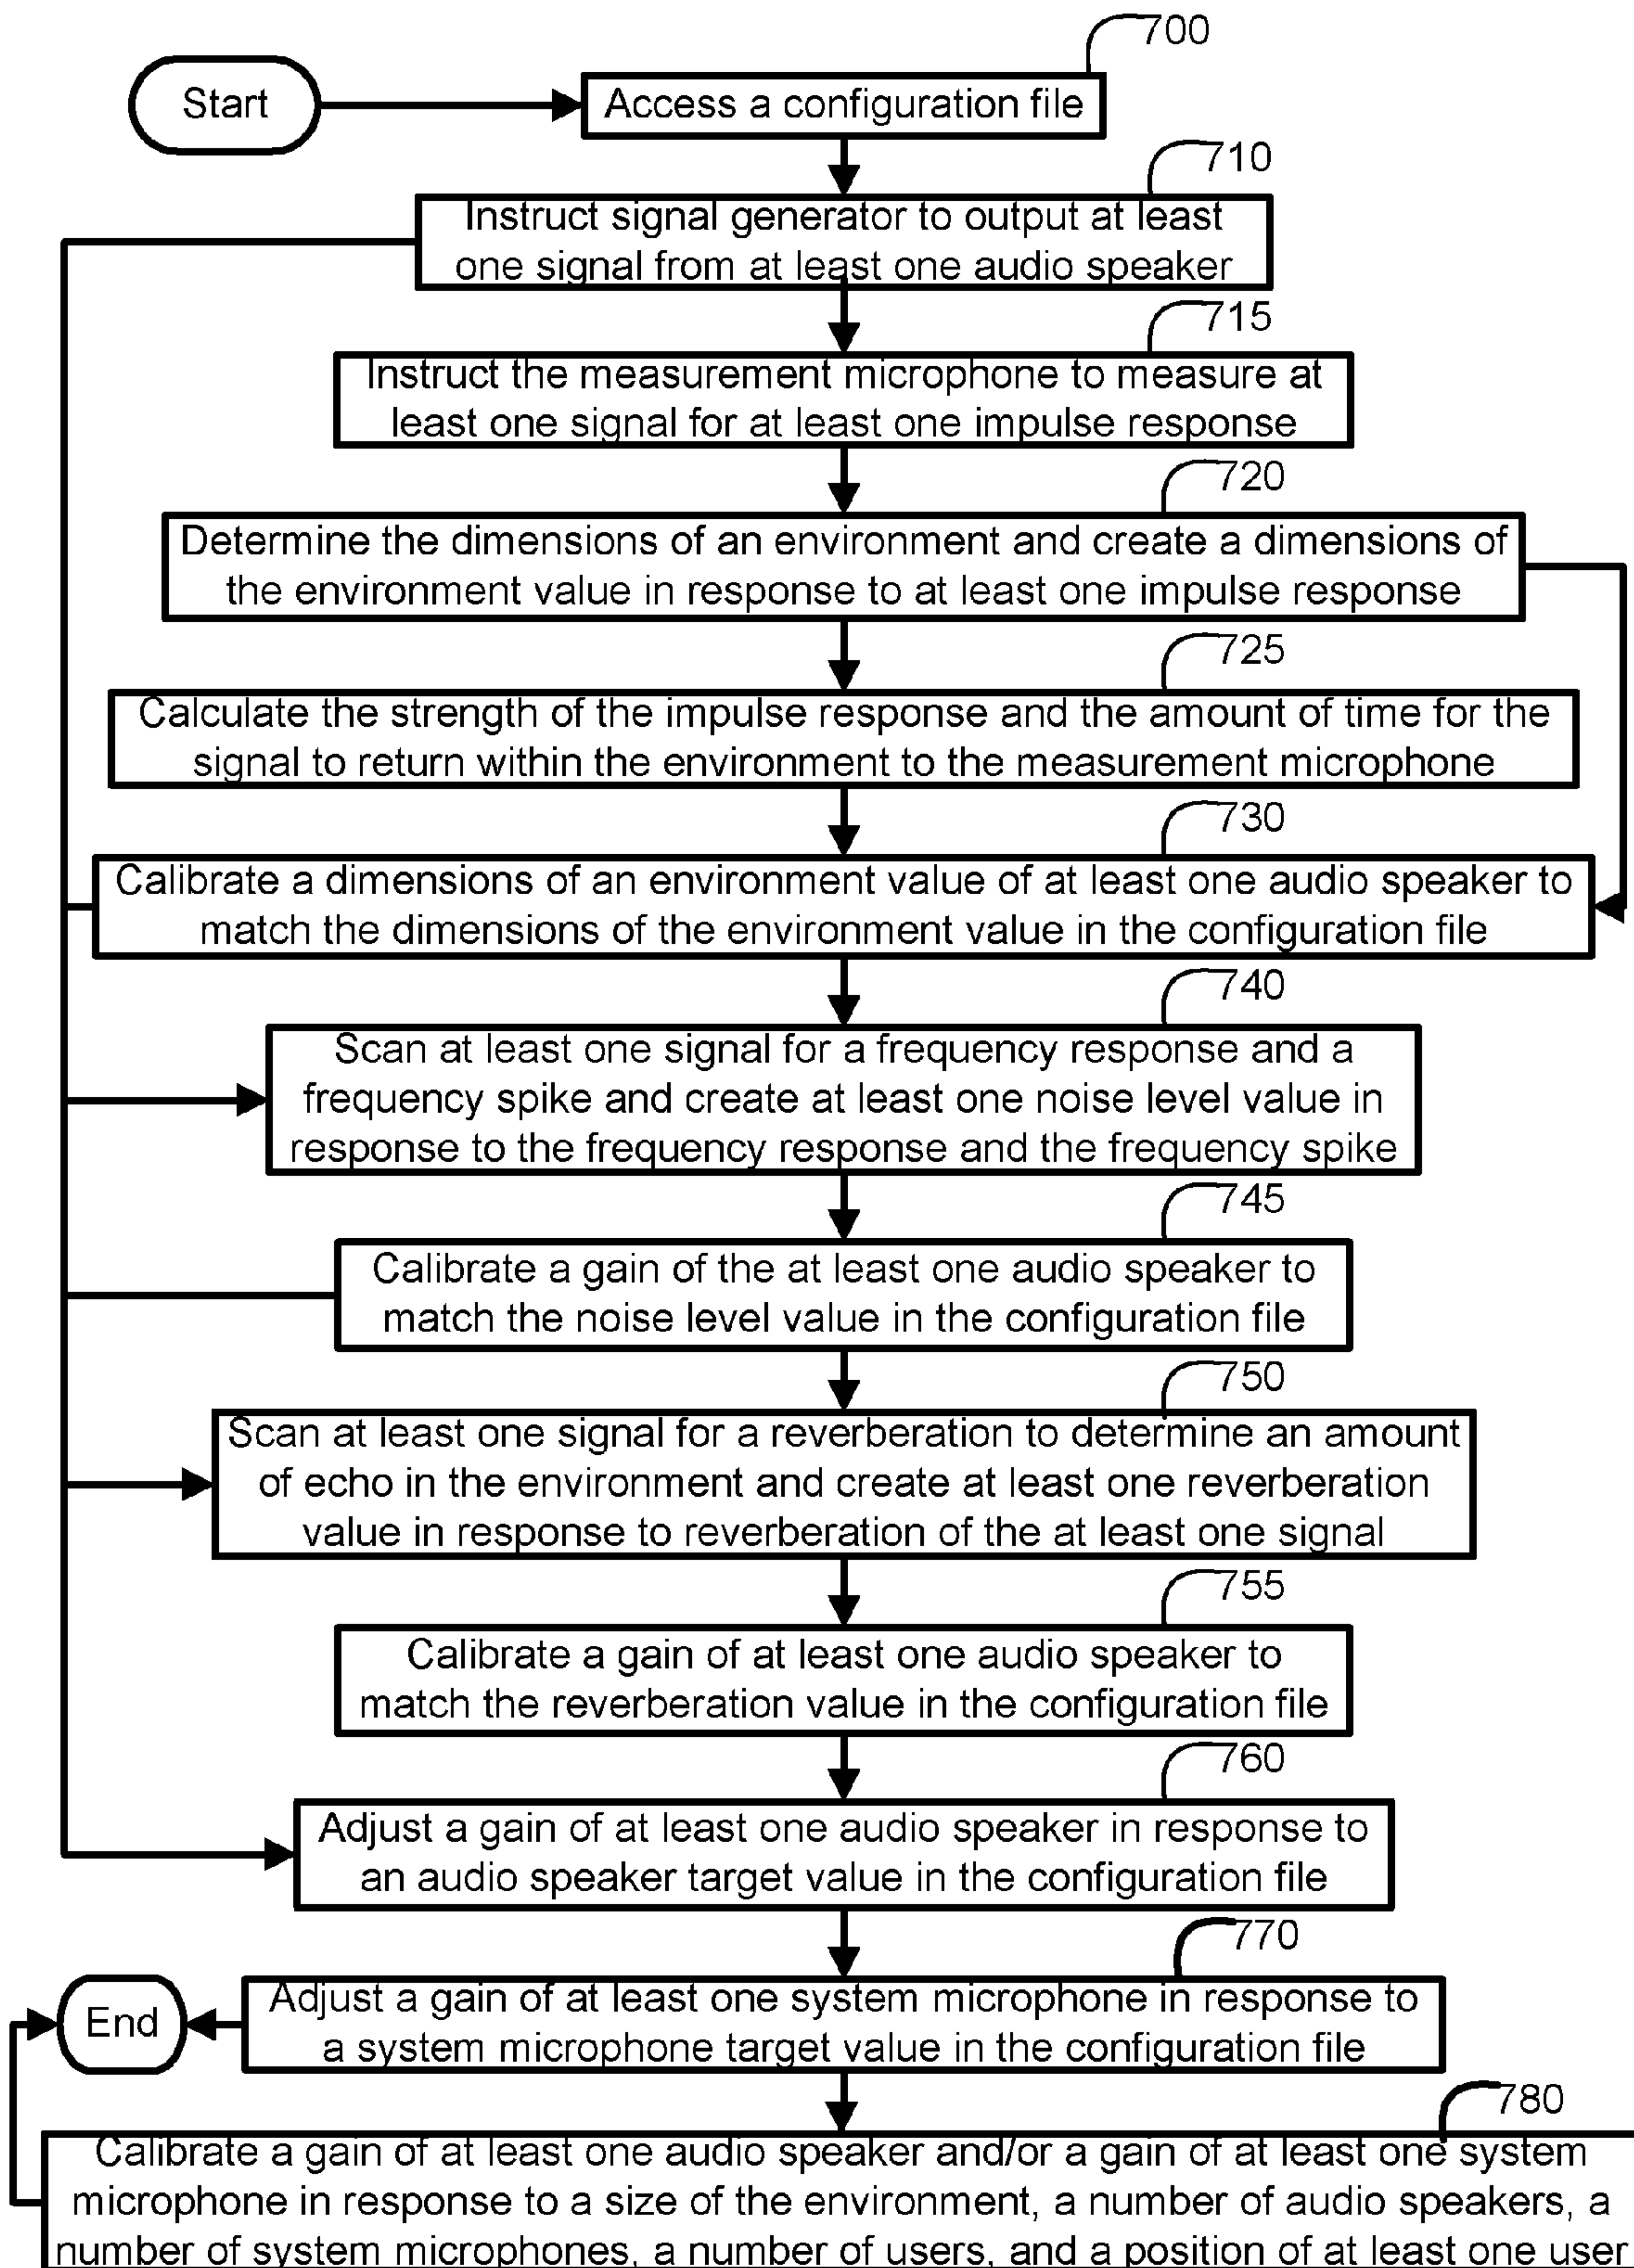 700
Start
Access a configuration file
710
Instruct signal generator to output at least
one signal from at least one audio speaker
715
Instruct the measurement microphone to measure at
least one signal for at least one impulse response
720
Determine the dimensions of an environment and create a dimensions of
the environment value in response to at least one impulse response
725
Calculate the strength of the impulse response and the amount of time for the
signal to return within the environment to the measurement microphone
730
Calibrate a dimensions of an environment value of at least one audio speaker to
match the dimensions of the environment value in the configuration file
740
Scan at least one signal for a frequency response and a
frequency spike and create at least one noise level value in
response to the frequency response and the frequency spike
745
Calibrate a gain of the at least one audio speaker to
match the noise level value in the configuration file
750
Scan at least one signal for a reverberation to determine an amount
of echo in the environment and create at least one reverberation
value in response to reverberation of the at least one signal
755
Calibrate a gain of at least one audio speaker to
match the reverberation value in the configuration file
760
Adjust a gain of at least one audio speaker in response to
an audio speaker target value in the configuration file
770
Adjust a gain of at least one system microphone in response to
a system microphone target value in the configuration file
End
780
Calibrate a gain of at least one audio speaker and/or a gain of at least one system
microphone in response to a size of the environment, a number of audio speakers, a
number of system microphones, a number of users, and a position of at least one user